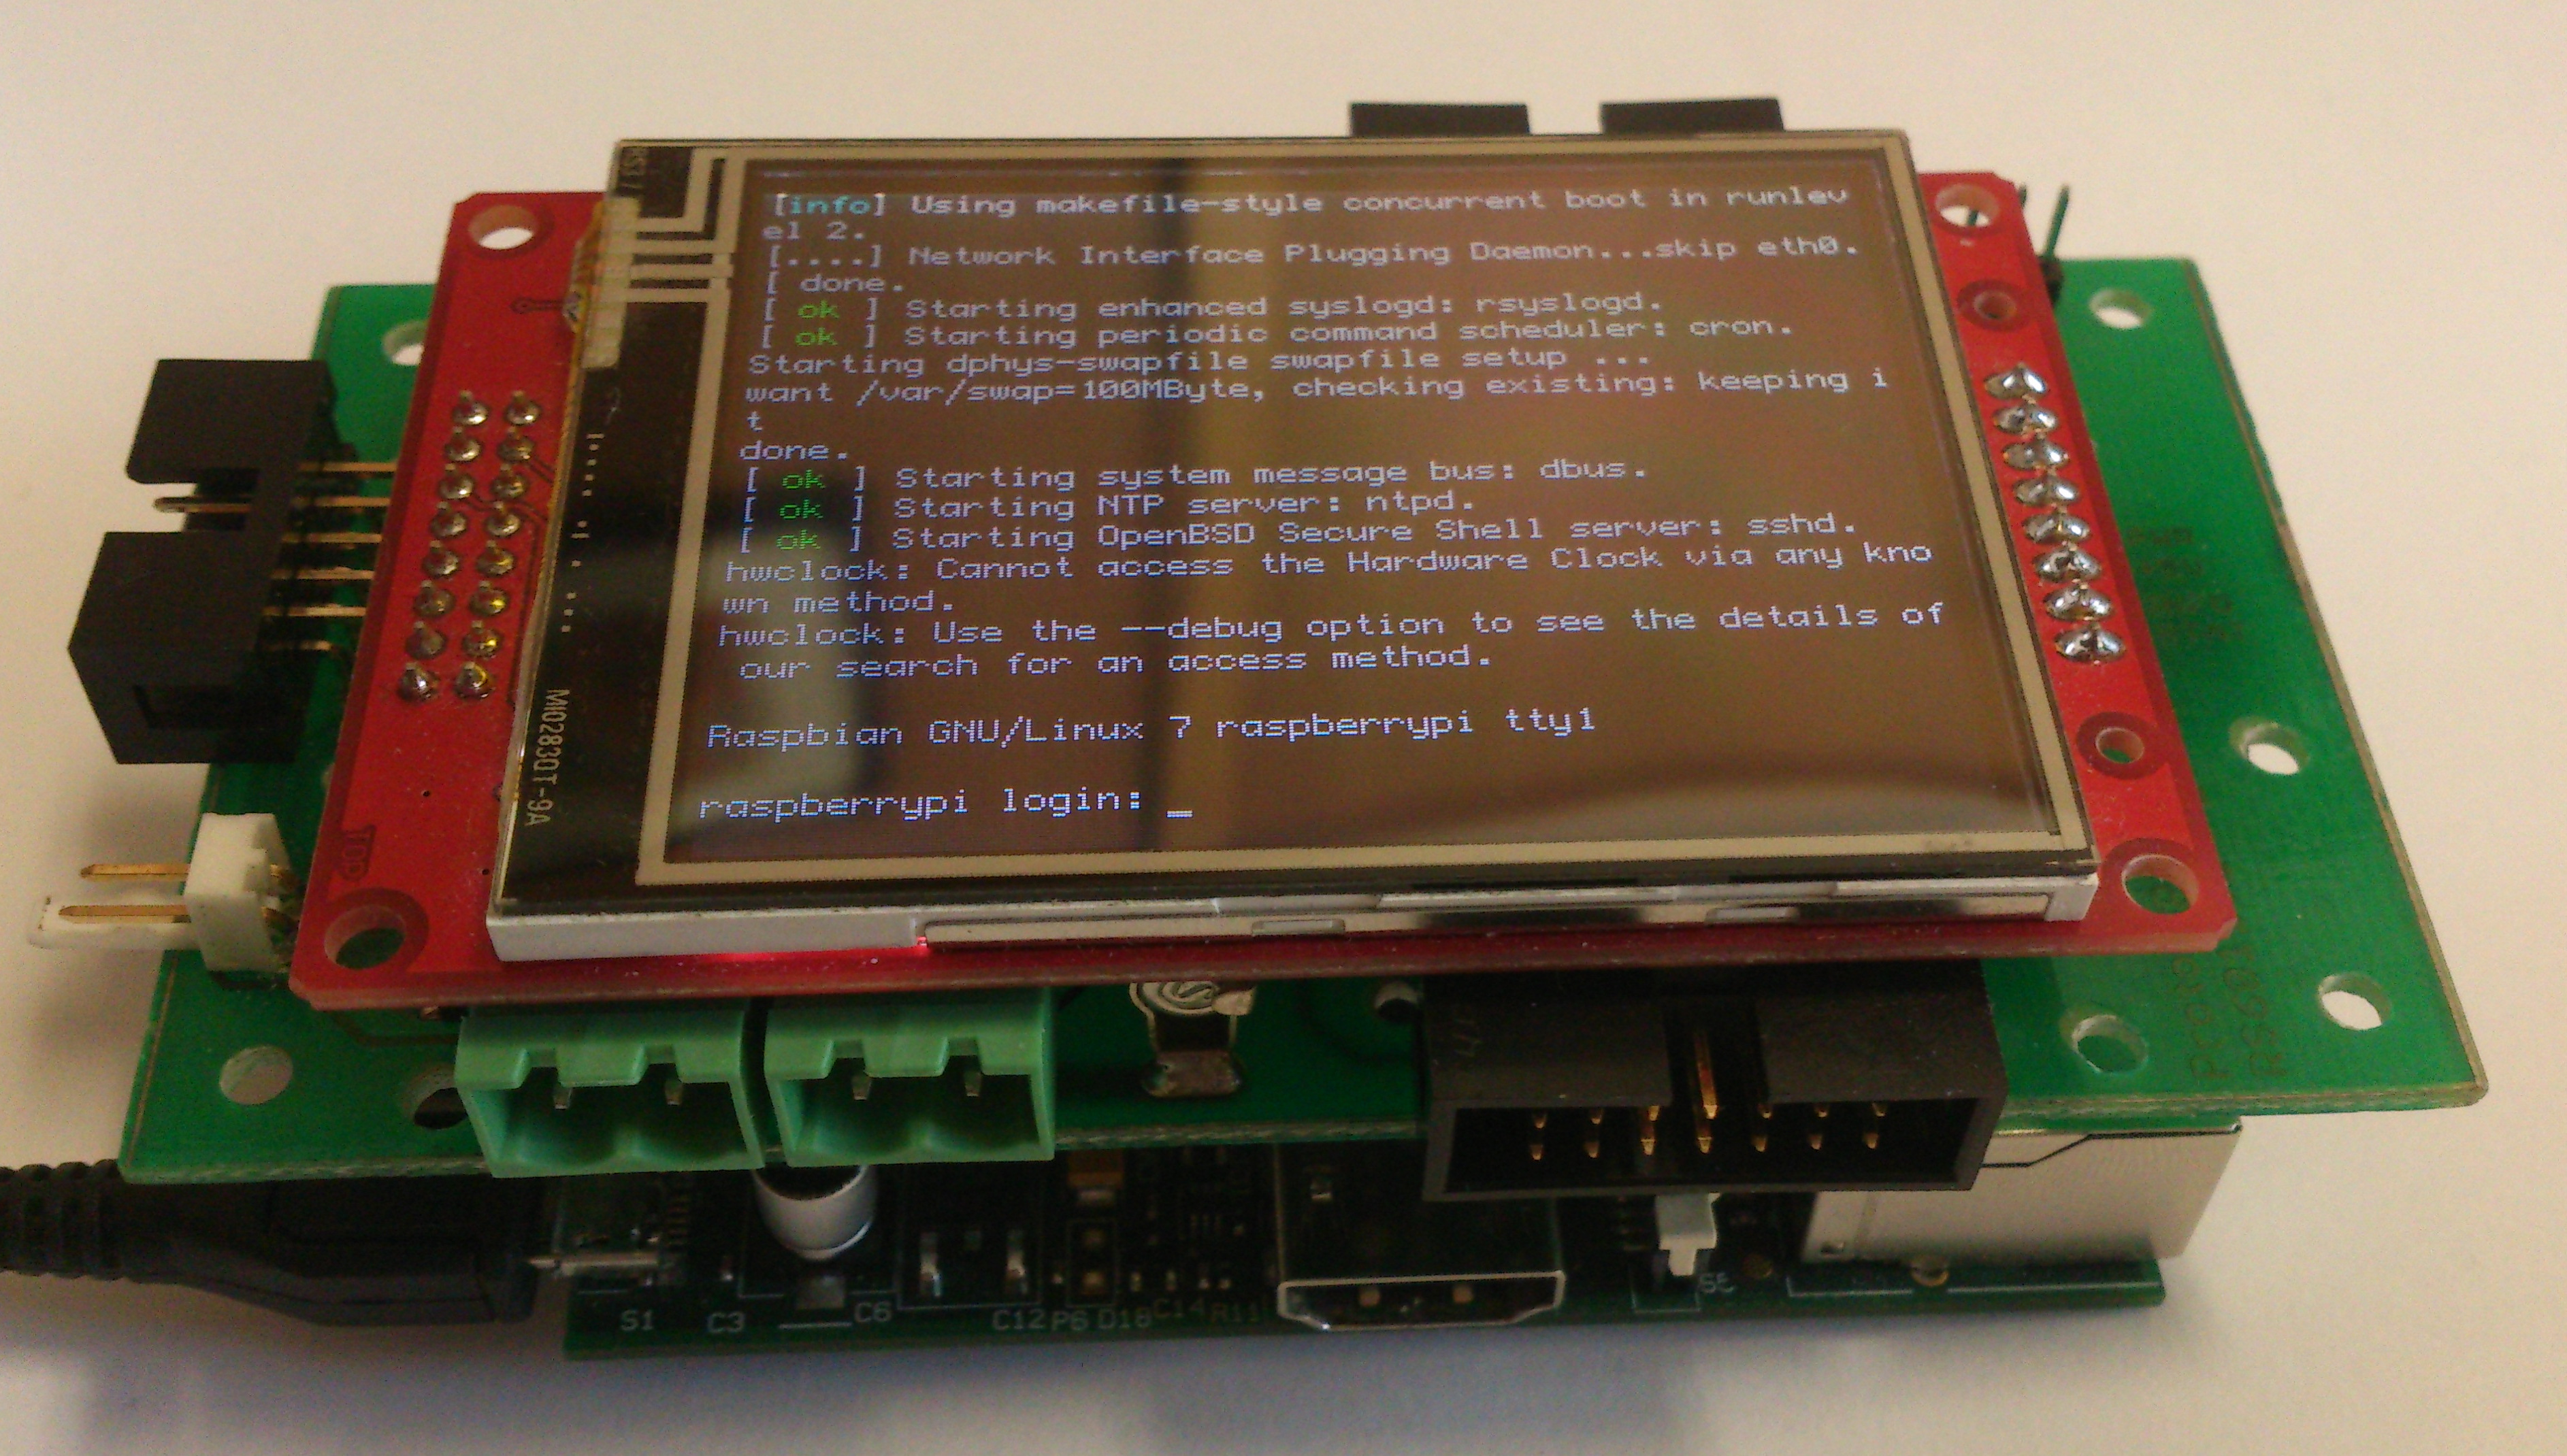 [info] Using makefile-style concurrent boot in runlev
el 2.
[....] Network Interface Plugging Daemon...skip eth0.
[ done.
[ ok ] Starting enhanced syslogd: rsyslogd.
[ ok ] Starting periodic command scheduler: cron.
Starting dphys-swapfile swapfile setup ...
want /var/swap=100MByte, checking existing: keeping i
t
done.
[ ok ] Starting system message bus: dbus.
[ ok ] Starting NTP server: ntpd.
[ ok ] Starting OpenBSD Secure Shell server: sshd.
hwclock: Cannot access the Hardware Clock via any kno
wn method.
hwclock: Use the --debug option to see the details of
our search for an access method.
Raspbian GNU/Linux 7 raspberrypi tty1
raspberrypi login: _
MI0283QT-9A
TOP
S1
C3
C6
C12 P6 D18 C14 R11